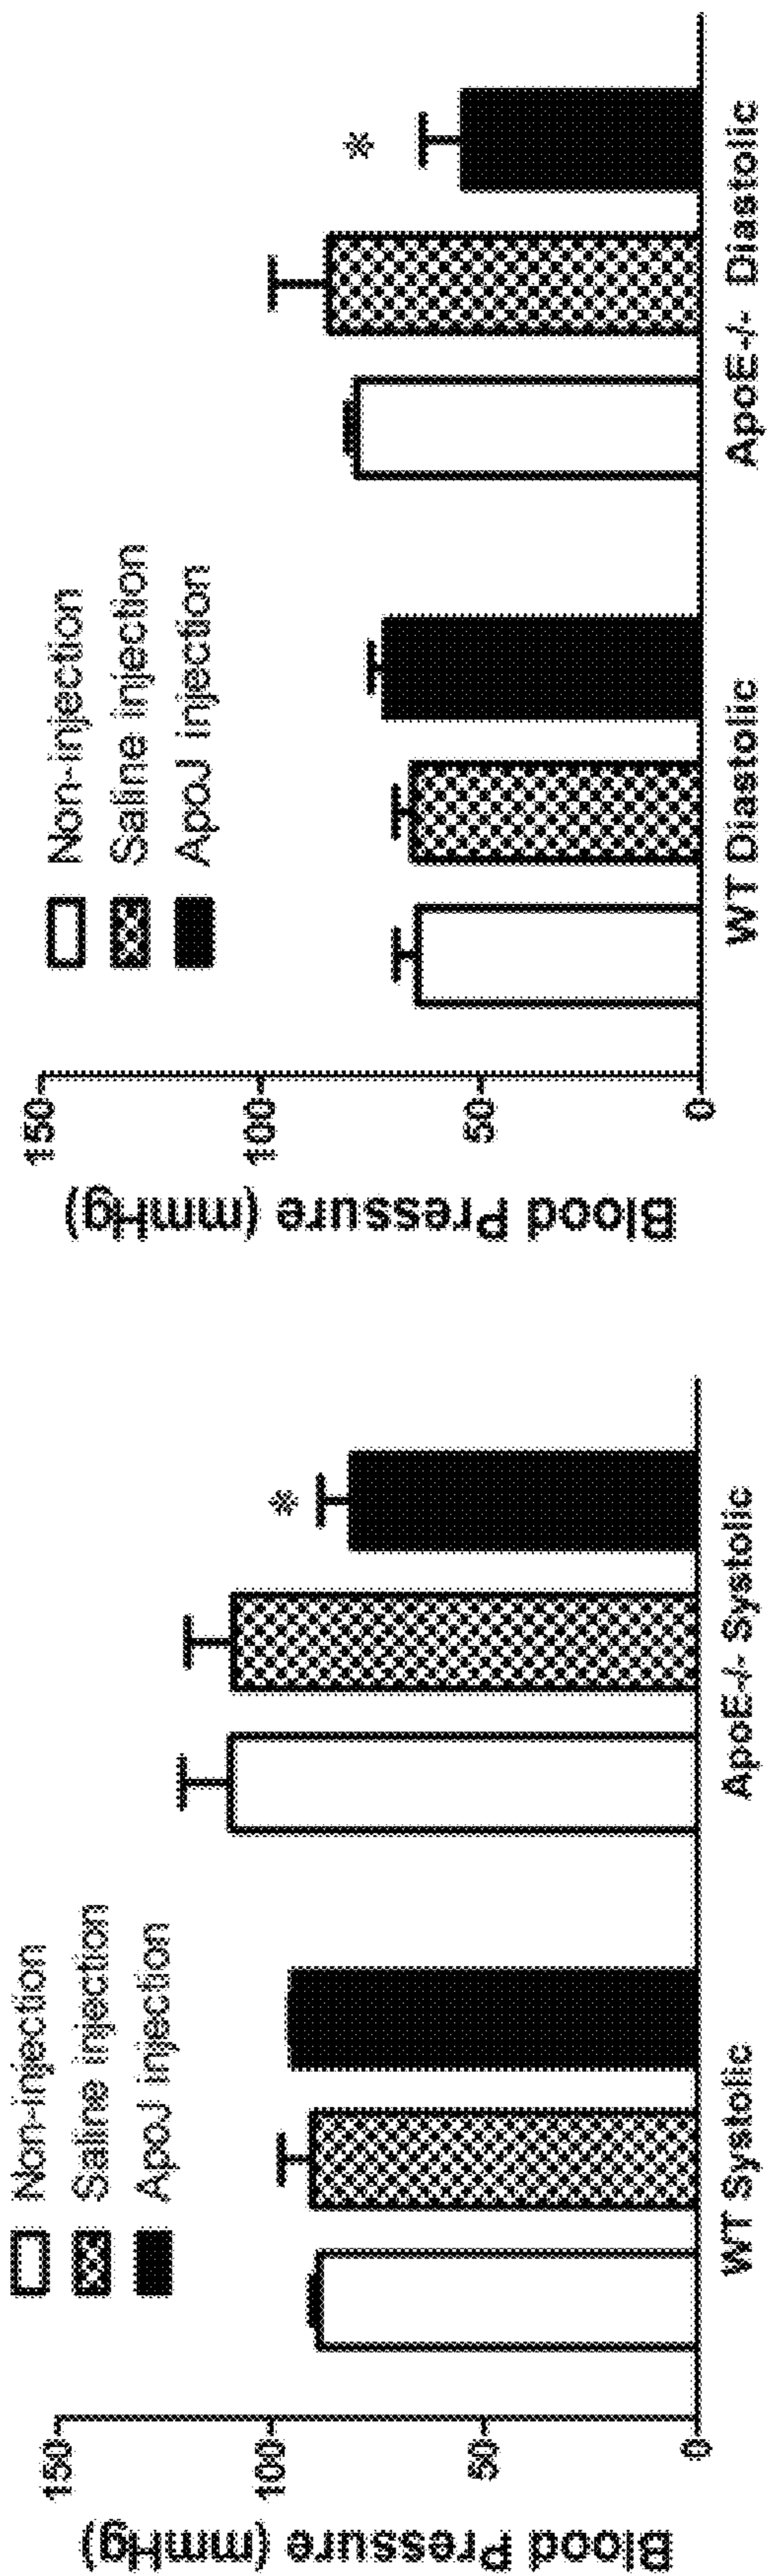 Blood Pressure (mmHg)
150
100
50
0
Non-injection
Saline injection
ApoJ injection
*
WT Systolic
ApoE-/- Systolic
Blood Pressure (mmHg)
150
100
50
0
Non-injection
Saline injection
ApoJ injection
*
WT Diastolic
ApoE-/- Diastolic